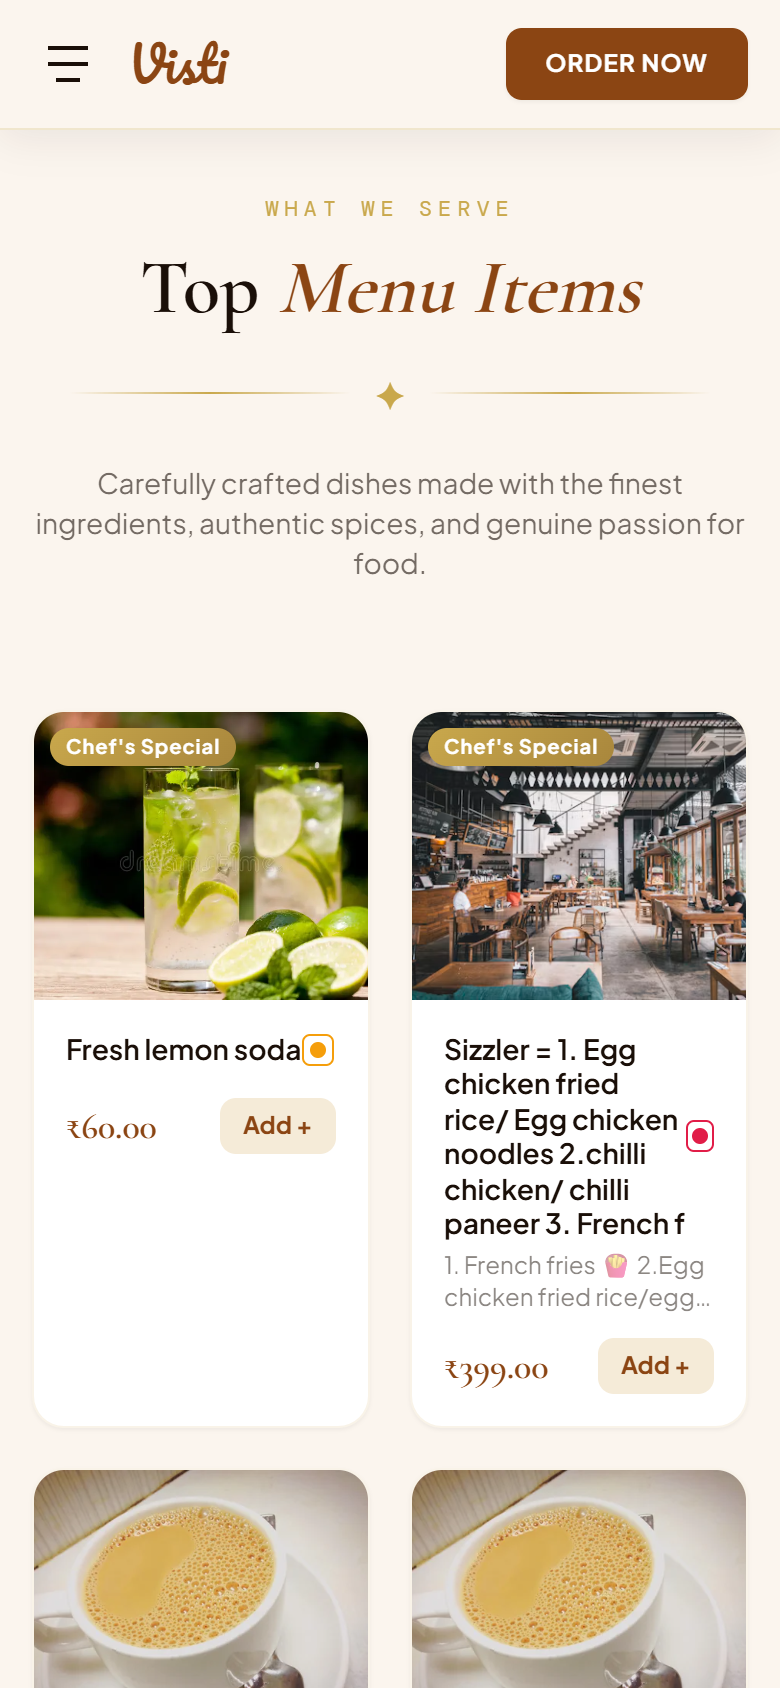 Visti
ORDER NOW
WHAT WE SERVE
Top Menu Items
Carefully crafted dishes made with the finest
ingredients, authentic spices, and genuine passion for
food.
Chef's Special
dreamstime
Fresh lemon soda
₹60.00
Add +
Chef's Special
Sizzler = 1. Egg
chicken fried
rice/ Egg chicken
noodles 2.chilli
chicken/ chilli
paneer 3. French f
1. French fries 🍟 2.Egg
chicken fried rice/egg...
₹399.00
Add +